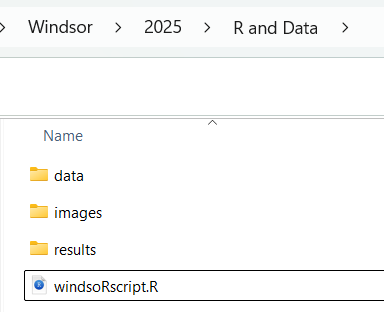 Windsor > 2025 > R and Data >
Name
data
images
results
windsoRscript.R